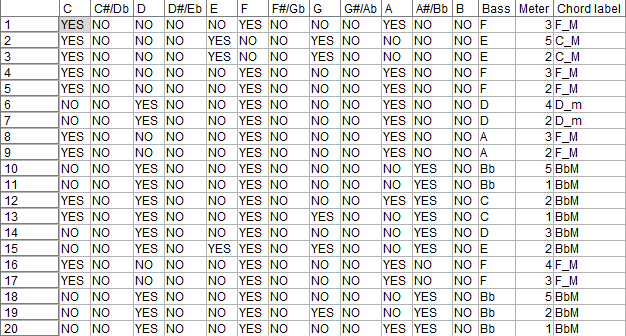 C C#/Db D D#/Eb E F F#/Gb G G#/Ab A A#/Bb B Bass Meter Chord label
1 YES NO NO NO NO YES NO NO NO YES NO NO F 3 F_M
2 YES NO NO NO YES NO NO YES NO NO NO NO E 5 C_M
3 YES NO NO NO YES NO NO YES NO NO NO NO E 2 C_M
4 YES NO NO NO NO YES NO NO NO YES NO NO F 3 F_M
5 YES NO NO NO NO YES NO NO NO YES NO NO F 2 F_M
6 NO NO YES NO NO YES NO NO NO YES NO NO D 4 D_m
7 NO NO YES NO NO YES NO NO NO YES NO NO D 2 D_m
8 YES NO NO NO NO YES NO NO NO YES NO NO A 3 F_M
9 YES NO NO NO NO YES NO NO NO YES NO NO A 2 F_M
10 NO NO YES NO NO YES NO NO NO NO YES NO Bb 5 BbM
11 NO NO YES NO NO YES NO NO NO NO YES NO Bb 1 BbM
12 YES NO YES NO NO YES NO NO NO YES YES NO C 2 BbM
13 YES NO YES NO NO YES NO YES NO NO YES NO C 1 BbM
14 NO NO YES NO NO YES NO NO NO NO YES NO D 3 BbM
15 NO NO YES NO YES YES NO YES NO NO YES NO E 2 BbM
16 YES NO NO NO NO YES NO NO NO YES NO NO F 4 F_M
17 YES NO NO NO NO YES NO NO NO YES NO NO F 3 F_M
18 NO NO YES NO NO YES NO NO NO NO YES NO Bb 5 BbM
19 NO NO YES NO NO YES NO YES NO NO YES NO Bb 2 BbM
20 NO NO YES NO NO YES NO NO NO NO YES NO Bb 1 BbM